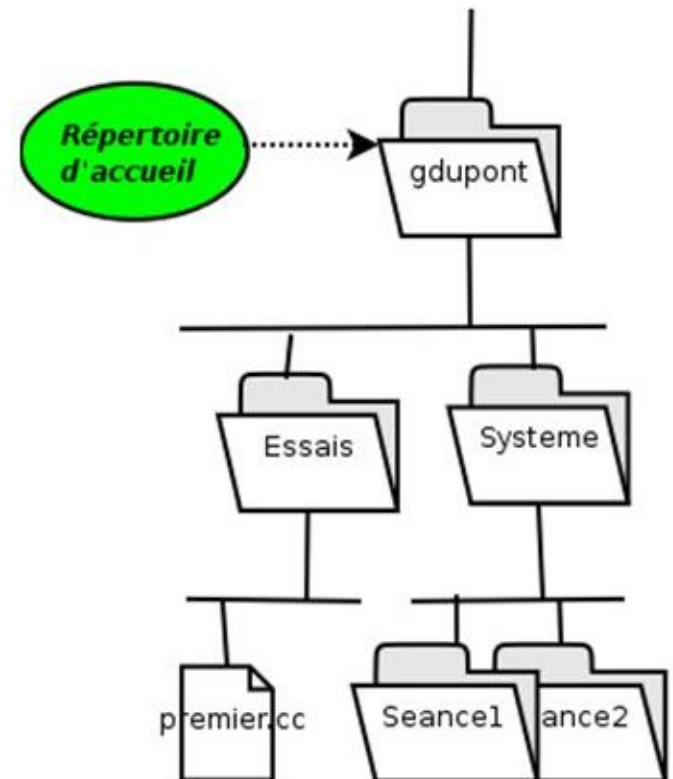 Répertoire
d'accueil
gdupont
Essais
Systeme
premier.cc
Seance1
ance2